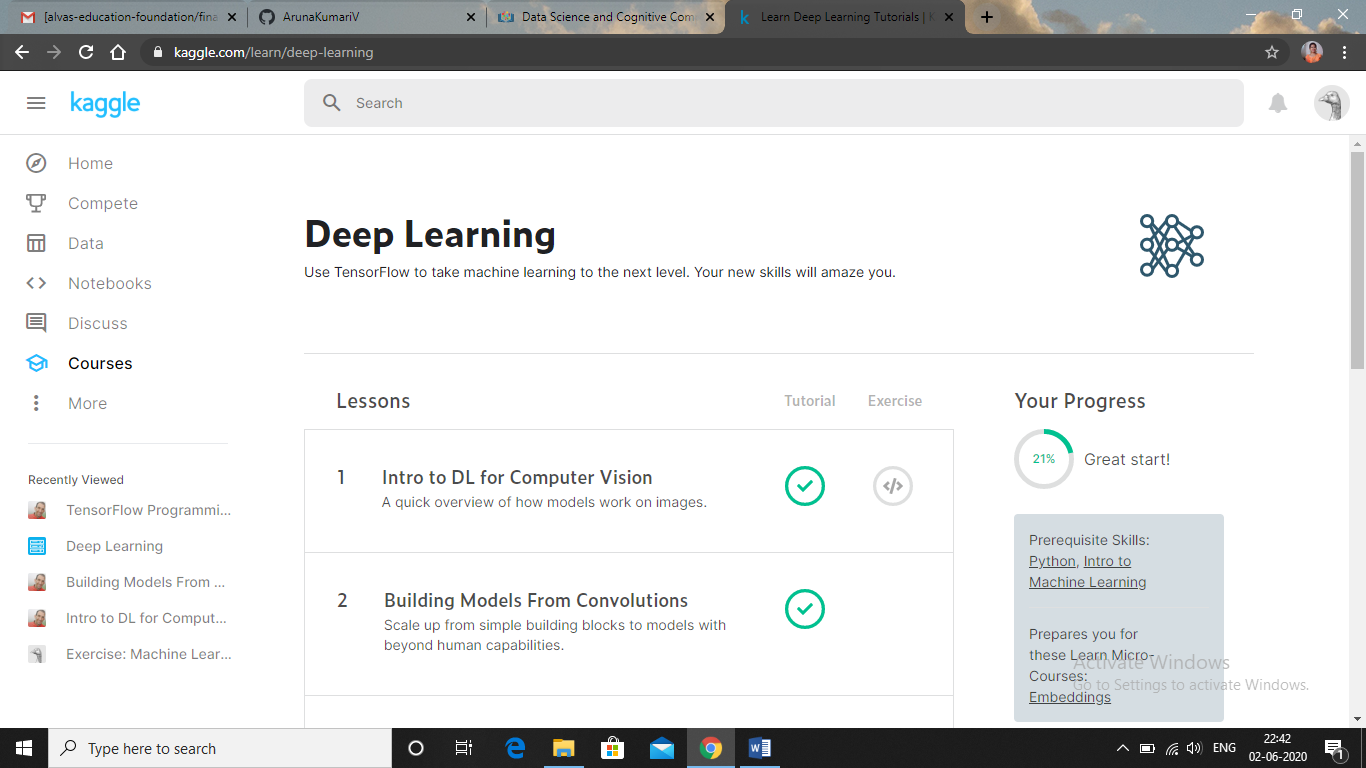 [alvas-education-foundation/fina
ArunaKumariV
Data Science and Cognitive Com
Learn Deep Learning Tutorials | K
kaggle.com/learn/deep-learning
kaggle
Search
Home
Compete
Data
Notebooks
Discuss
Courses
More
Recently Viewed
TensorFlow Programmi...
Deep Learning
Building Models From ...
Intro to DL for Comput...
Exercise: Machine Lear...
Deep Learning
Use TensorFlow to take machine learning to the next level. Your new skills will amaze you.
Lessons Tutorial Exercise
1 Intro to DL for Computer Vision
A quick overview of how models work on images.
2 Building Models From Convolutions
Scale up from simple building blocks to models with
beyond human capabilities.
Your Progress
21% Great start!
Prerequisite Skills:
Python, Intro to
Machine Learning
Prepares you for
these Learn Micro-
Courses:
Embeddings
Activate Windows
Go to Settings to activate Windows.
Type here to search
ENG
22:42
02-06-2020
1